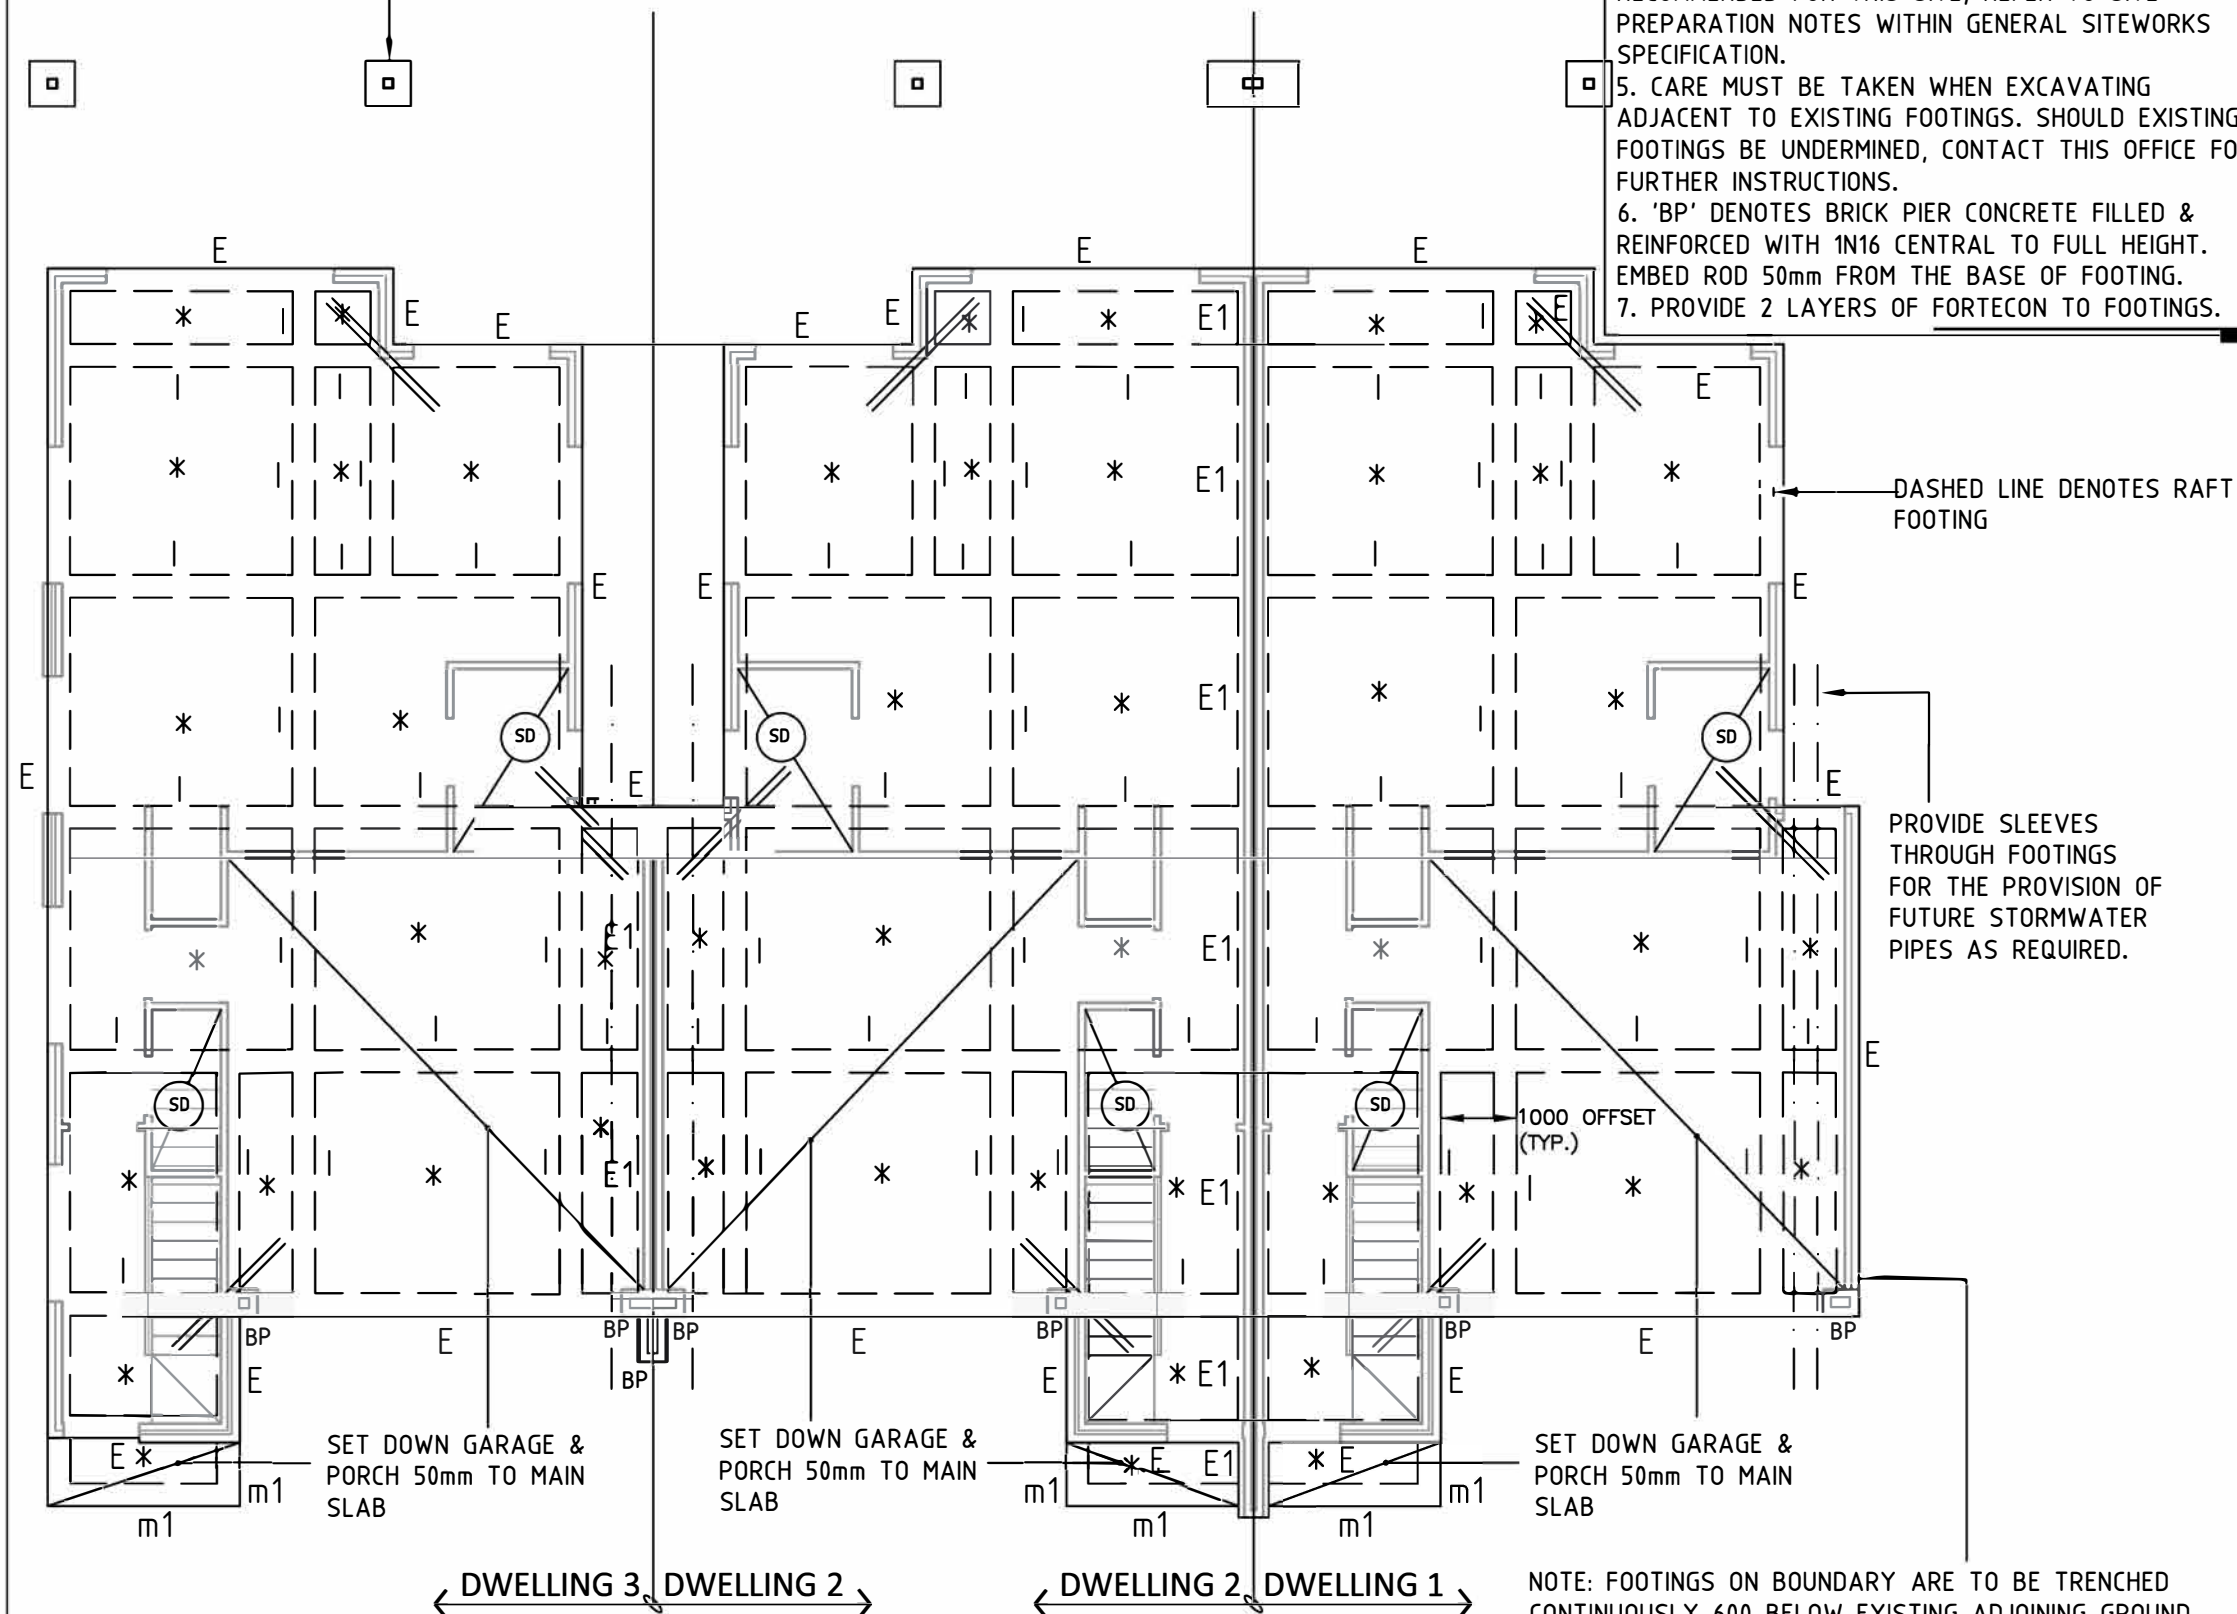 PREPARATION NOTES WITHIN GENERAL SITEWORKS
SPECIFICATION.
5. CARE MUST BE TAKEN WHEN EXCAVATING
ADJACENT TO EXISTING FOOTINGS. SHOULD EXISTING
FOOTINGS BE UNDERMINED, CONTACT THIS OFFICE
FURTHER INSTRUCTIONS.
6. 'BP' DENOTES BRICK PIER CONCRETE FILLED &
REINFORCED WITH 1N16 CENTRAL TO FULL HEIGHT.
EMBED ROD 50mm FROM THE BASE OF FOOTING.
7. PROVIDE 2 LAYERS OF FORTECON TO FOOTINGS.
E E E
E E E E E1 E
E
E1
DASHED LINE DENOTES RAFT
FOOTING
E E E
E1
SD SD SD
E E E
PROVIDE SLEEVES
THROUGH FOOTINGS
FOR THE PROVISION OF
FUTURE STORMWATER
PIPES AS REQUIRED.
E1 E1
E
SD SD SD
1000 OFFSET
(TYP.)
E1 E1
BP E BP BP E BP BP E BP
BP
E E E1 E
SET DOWN GARAGE &
PORCH 50mm TO MAIN
SLAB
SET DOWN GARAGE &
PORCH 50mm TO MAIN
SLAB
SET DOWN GARAGE &
PORCH 50mm TO MAIN
SLAB
E E E1 E
m1 m1 m1
m1 m1 m1
DWELLING 3 DWELLING 2
DWELLING 2 DWELLING 1
NOTE: FOOTINGS ON BOUNDARY ARE TO BE TRENCHED
CONTINUOUSLY 600 BELOW EXISTING ADJOINING GROUND